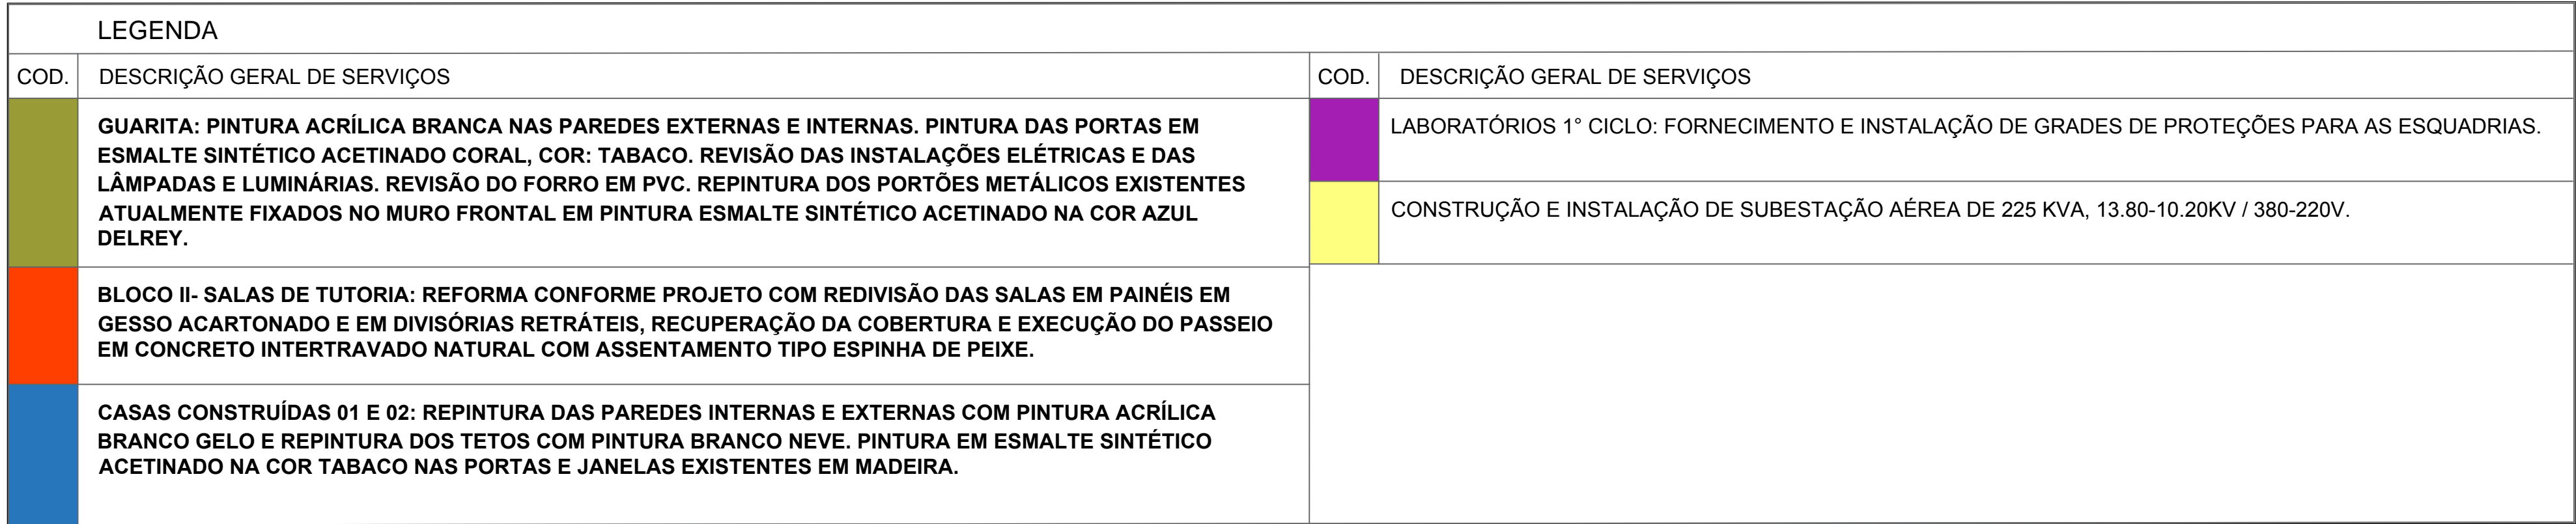 LEGENDA
COD. DESCRIÇÃO GERAL DE SERVIÇOS
GUARITA: PINTURA ACRÍLICA BRANCA NAS PAREDES EXTERNAS E INTERNAS. PINTURA DAS PORTAS EM
ESMALTE SINTÉTICO ACETINADO CORAL, COR: TABACO. REVISÃO DAS INSTALAÇÕES ELÉTRICAS E DAS
LÂMPADAS E LUMINÁRIAS. REVISÃO DO FORRO EM PVC. REPINTURA DOS PORTÕES METÁLICOS EXISTENTES
ATUALMENTE FIXADOS NO MURO FRONTAL EM PINTURA ESMALTE SINTÉTICO ACETINADO NA COR AZUL
DELREY.
BLOCO II- SALAS DE TUTORIA: REFORMA CONFORME PROJETO COM REDIVISÃO DAS SALAS EM PAINÉIS EM
GESSO ACARTONADO E EM DIVISÓRIAS RETRÁTEIS, RECUPERAÇÃO DA COBERTURA E EXECUÇÃO DO PASSEIO
EM CONCRETO INTERTRAVADO NATURAL COM ASSENTAMENTO TIPO ESPINHA DE PEIXE.
CASAS CONSTRUÍDAS 01 E 02: REPINTURA DAS PAREDES INTERNAS E EXTERNAS COM PINTURA ACRÍLICA
BRANCO GELO E REPINTURA DOS TETOS COM PINTURA BRANCO NEVE. PINTURA EM ESMALTE SINTÉTICO
ACETINADO NA COR TABACO NAS PORTAS E JANELAS EXISTENTES EM MADEIRA.
COD. DESCRIÇÃO GERAL DE SERVIÇOS
LABORATÓRIOS 1° CICLO: FORNECIMENTO E INSTALAÇÃO DE GRADES DE PROTEÇÕES PARA AS ESQUADRIAS.
CONSTRUÇÃO E INSTALAÇÃO DE SUBESTAÇÃO AÉREA DE 225 KVA, 13.80-10.20KV / 380-220V.